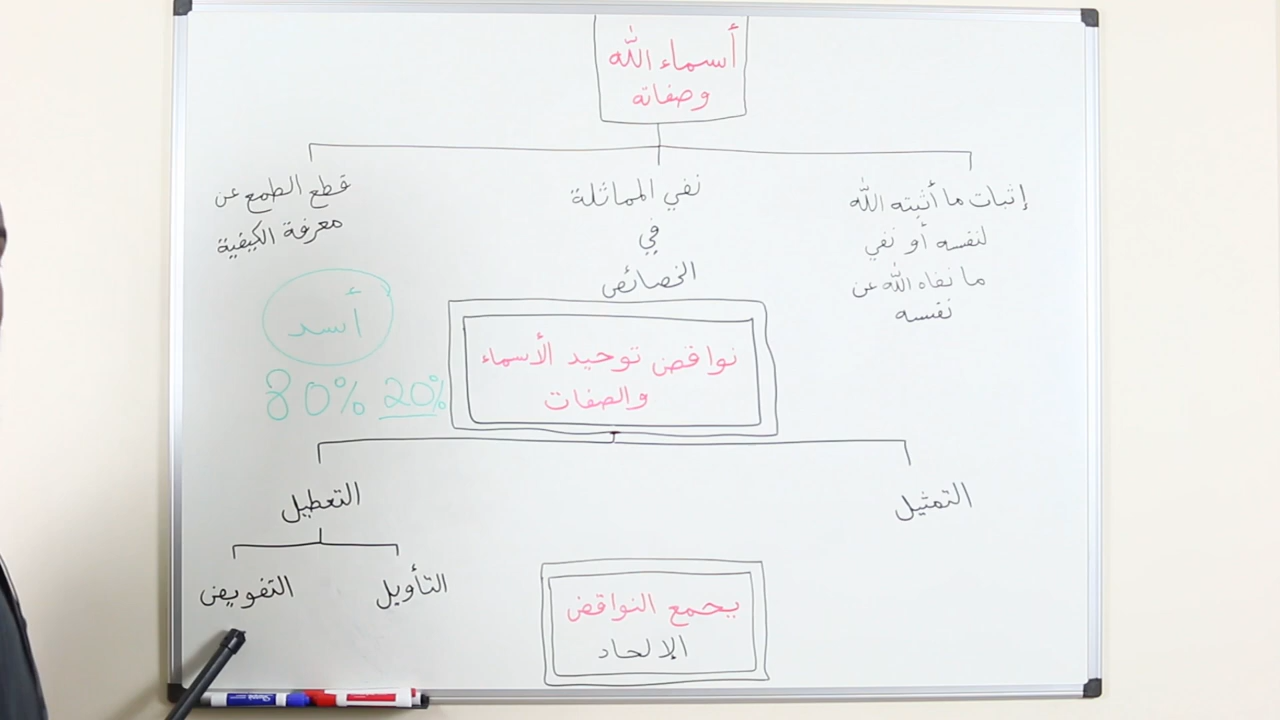 أسماء الله
وصفاته
إثبات ما أثبته الله
لنفسه أو نفي
ما نفاه الله عن
نفسه
نفي المماثلة
في
الخصائص
قطع الطمع عن
معرفة الكيفية
أسد
80% 20%
نواقض توحيد الأسماء
والصفات
التمثيل
التعطيل
التأويل
التفويض
يجمع النواقض
الإلحاد